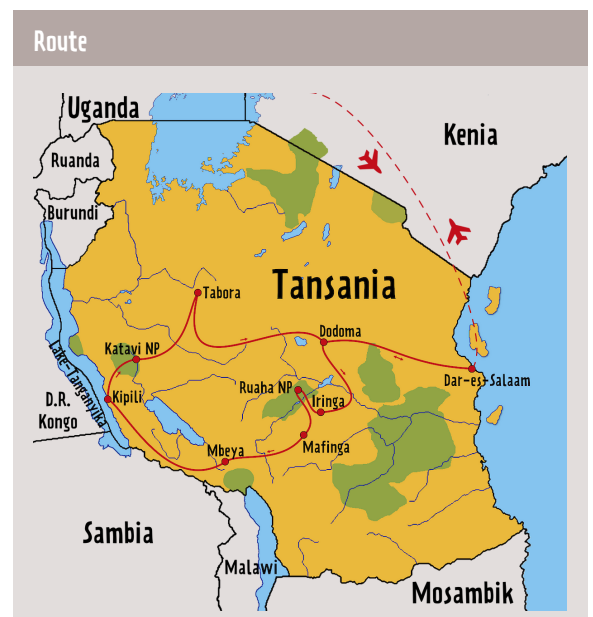 Route
Uganda
Kenia
Ruanda
Burundi
Tansania
Tabora
Dodoma
Katavi NP
Lake-Tanganyika
Dar-es-Salaam
Ruaha NP
Iringa
D.R.
Kongo
Kipili
Mafinga
Mbeya
Sambia
Malawi
Mosambik